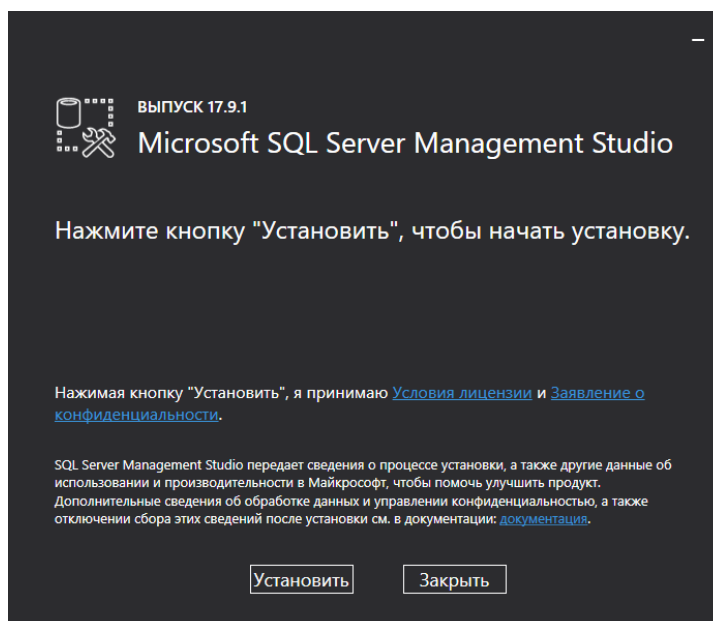 ВЫПУСК 17.9.1
Microsoft SQL Server Management Studio
Нажмите кнопку "Установить", чтобы начать установку.
Нажимая кнопку "Установить", я принимаю Условия лицензии и Заявление о
конфиденциальности.
SQL Server Management Studio передает сведения о процессе установки, а также другие данные об
использовании и производительности в Майкрософт, чтобы помочь улучшить продукт.
Дополнительные сведения об обработке данных и управлении конфиденциальностью, а также
отключении сбора этих сведений после установки см. в документации: документация.
Установить
Закрыть